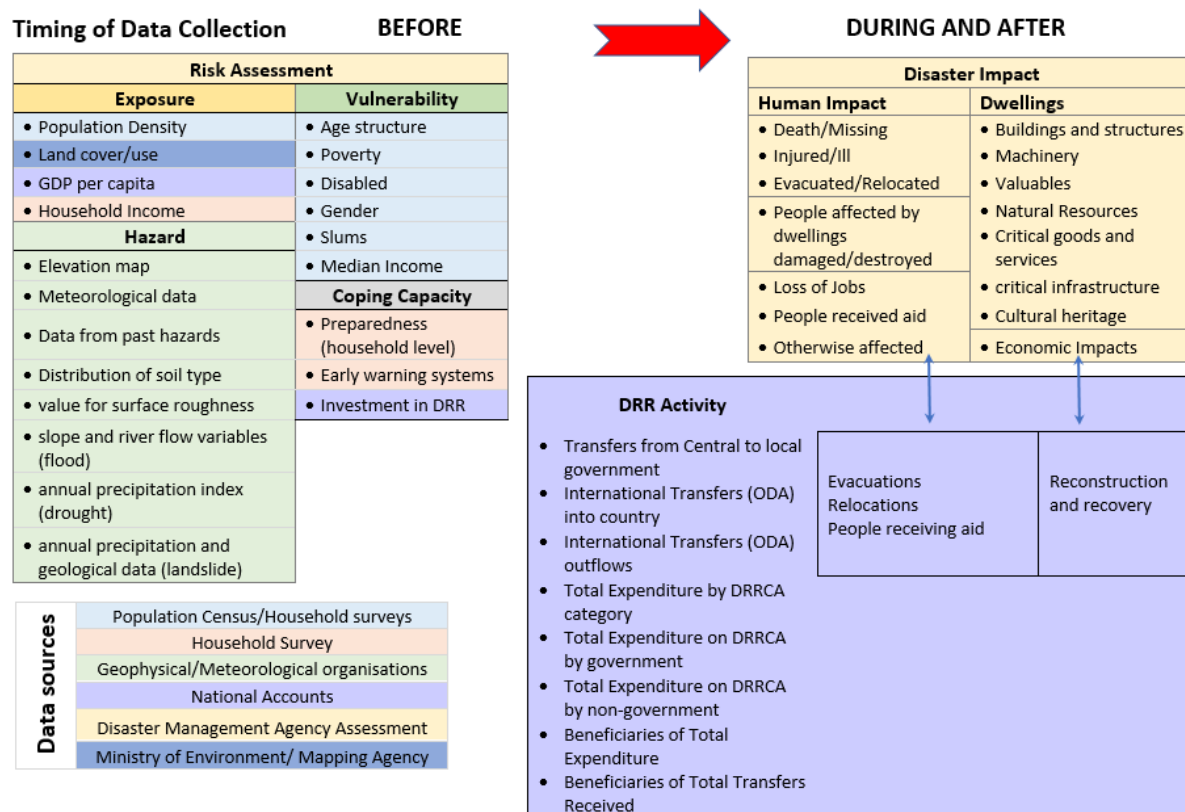 Timing of Data Collection
BEFORE
DURING AND AFTER
Risk Assessment
Exposure
• Population Density
• Land cover/use
• GDP per capita
• Household Income
Hazard
• Elevation map
• Meteorological data
• Data from past hazards
• Distribution of soil type
• value for surface roughness
• slope and river flow variables
(flood)
• annual precipitation index
(drought)
• annual precipitation and
geological data (landslide)
Vulnerability
• Age structure
• Poverty
• Disabled
• Gender
• Slums
• Median Income
Coping Capacity
• Preparedness
(household level)
• Early warning systems
• Investment in DRR
Disaster Impact
Human Impact
• Death/Missing
• Injured/Ill
• Evacuated/Relocated
• People affected by
dwellings
damaged/destroyed
• Loss of Jobs
• People received aid
• Otherwise affected
Dwellings
• Buildings and structures
• Machinery
• Valuables
• Natural Resources
• Critical goods and
services
• critical infrastructure
• Cultural heritage
• Economic Impacts
DRR Activity
• Transfers from Central to local
government
• International Transfers (ODA)
into country
• International Transfers (ODA)
outflows
• Total Expenditure by DRRCA
category
• Total Expenditure on DRRCA
by government
• Total Expenditure on DRRCA
by non-government
• Beneficiaries of Total
Expenditure
• Beneficiaries of Total Transfers
Received
Evacuations
Relocations
People receiving aid
Reconstruction
and recovery
Data sources
Population Census/Household surveys
Household Survey
Geophysical/Meteorological organisations
National Accounts
Disaster Management Agency Assessment
Ministry of Environment/ Mapping Agency